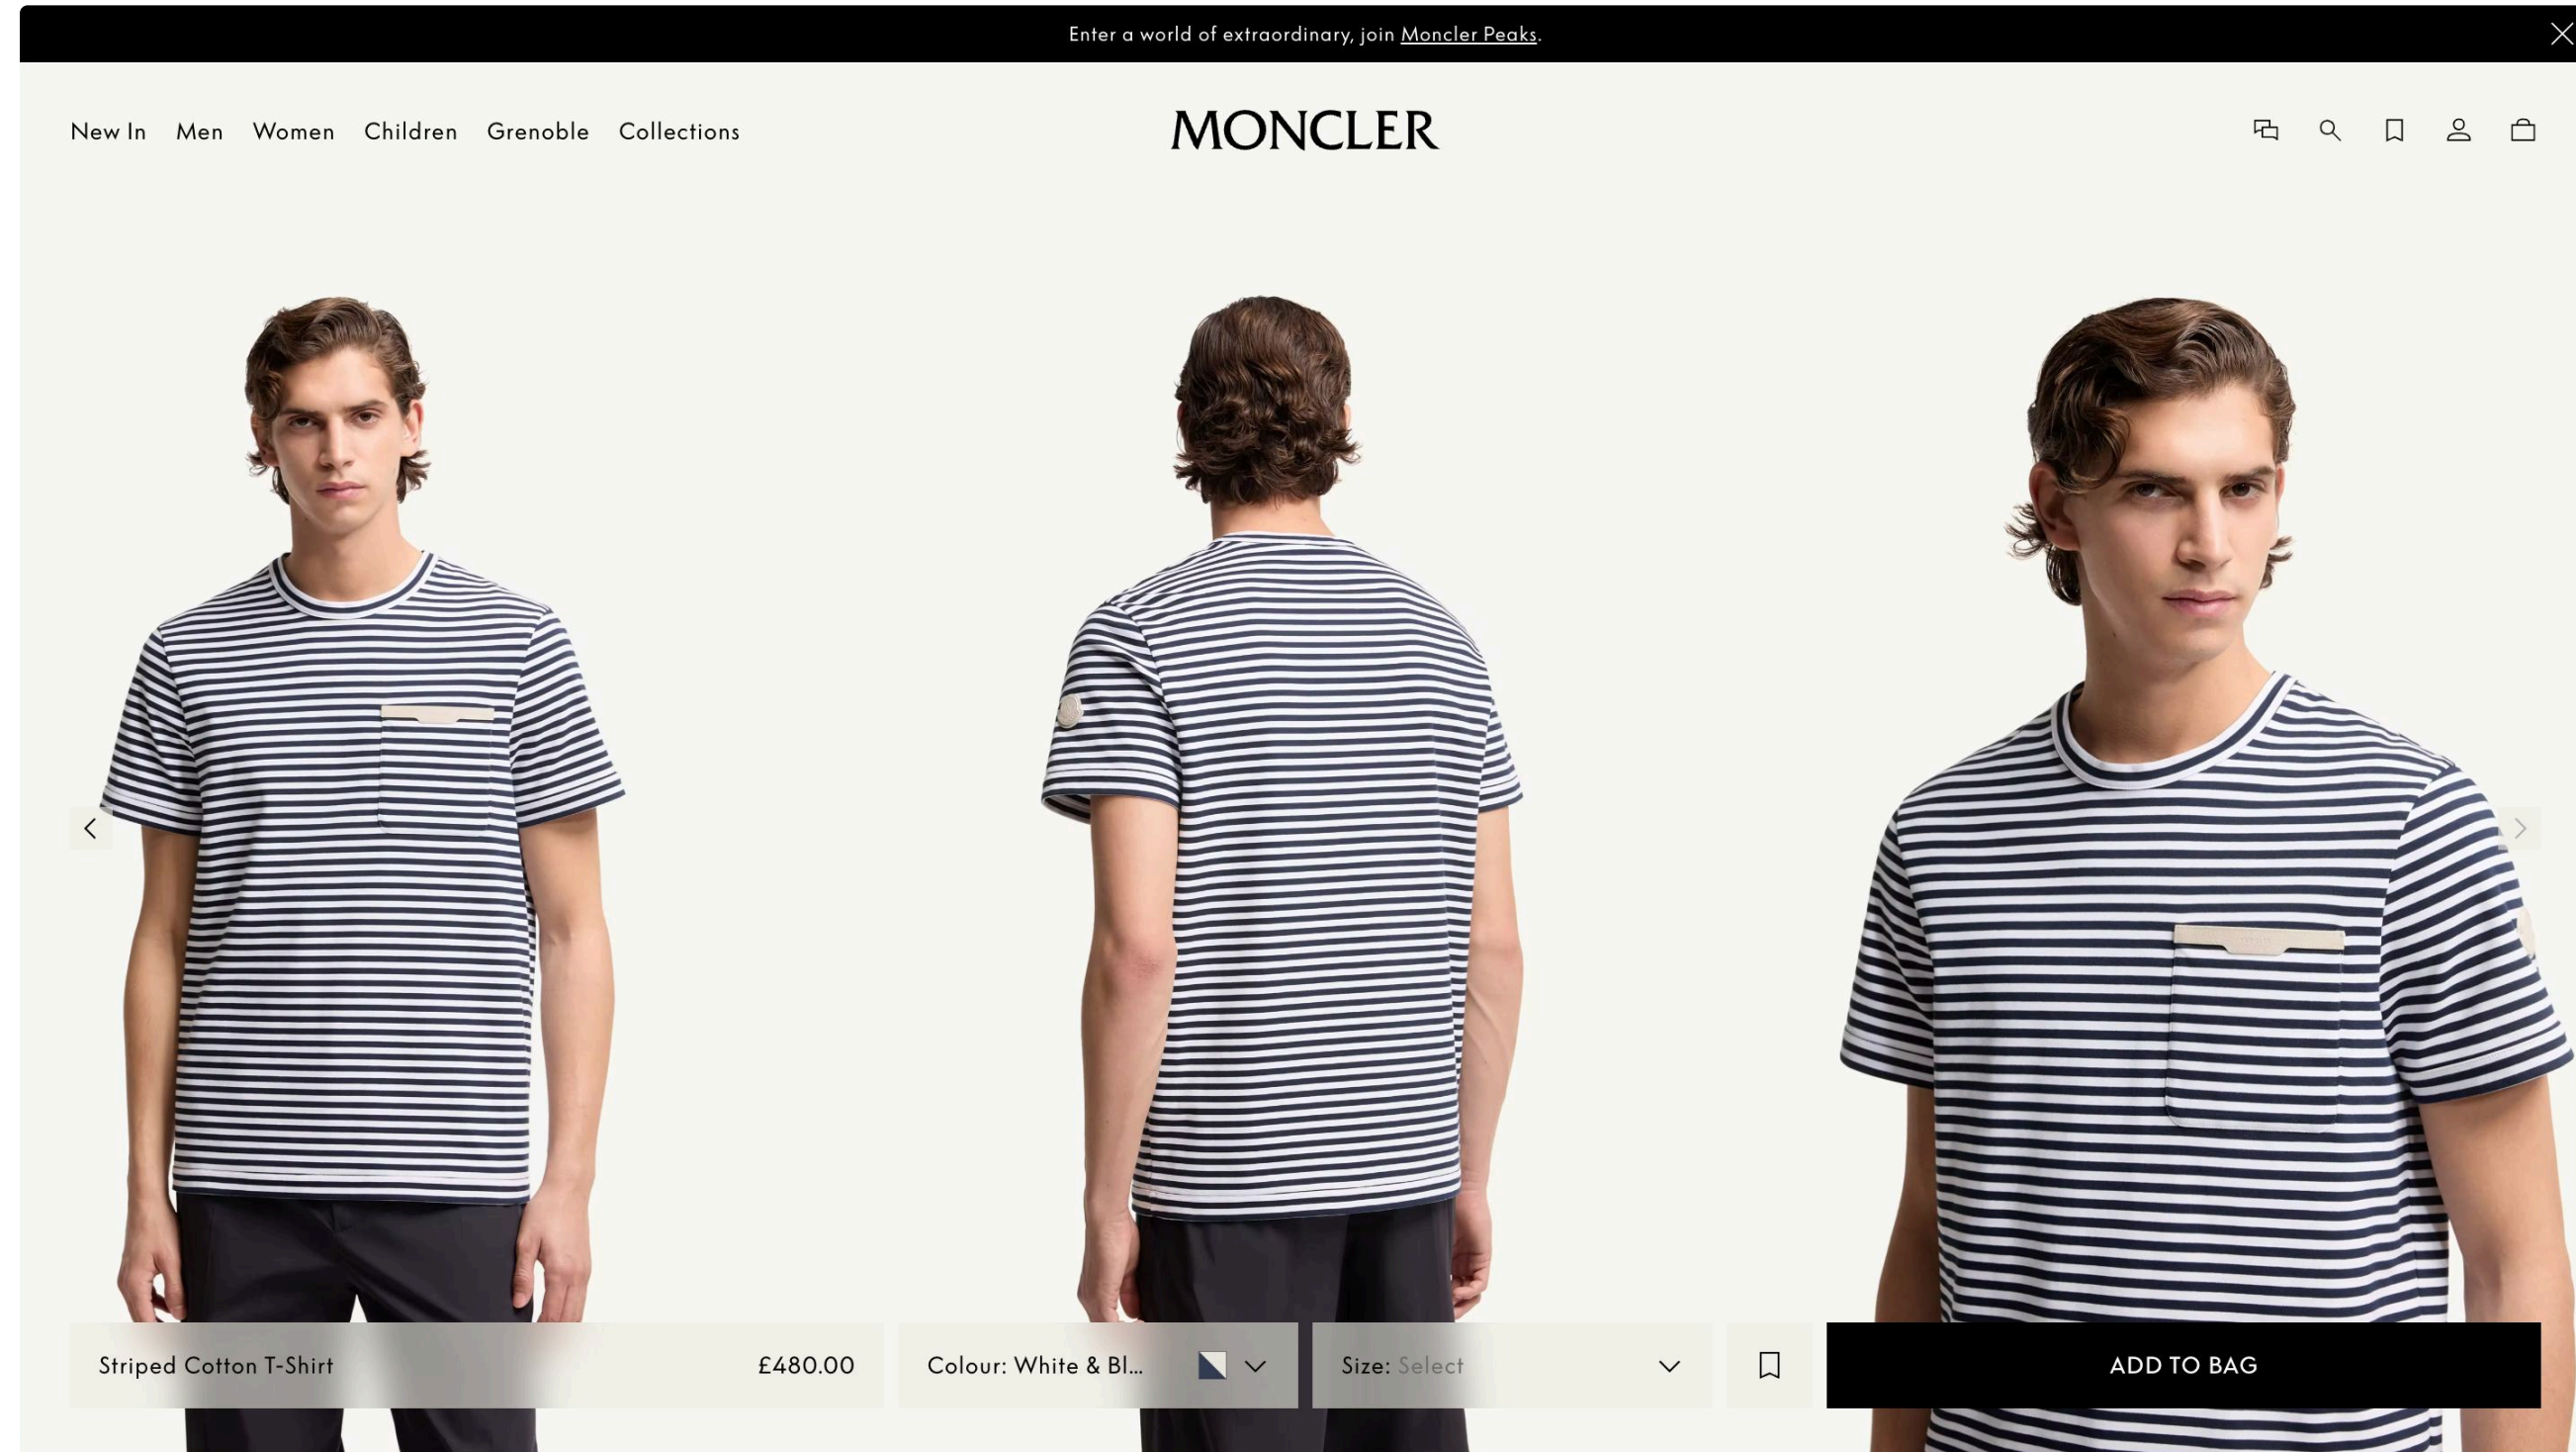 Enter a world of extraordinary, join Moncler Peaks.
New In Men Women Children Grenoble Collections
MONCLER
Striped Cotton T-Shirt £480.00 Colour: White & Bl... Size: Select ADD TO BAG